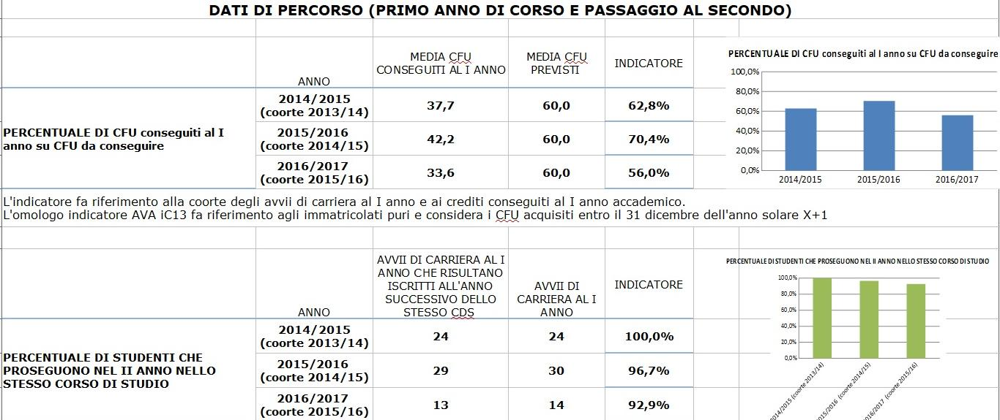 DATI DI PERCORSO (PRIMO ANNO DI CORSO E PASSAGGIO AL SECONDO)
ANNO
MEDIA CFU
CONSEGUITI AL I ANNO
MEDIA CFU
PREVISTI
INDICATORE
PERCENTUALE DI CFU conseguiti al I
anno su CFU da conseguire
2014/2015
(coorte 2013/14)
37,7
60,0
62,8%
2015/2016
(coorte 2014/15)
42,2
60,0
70,4%
2016/2017
(coorte 2015/16)
33,6
60,0
56,0%
PERCENTUALE DI CFU conseguiti al I anno su CFU da conseguire
100,0%
80,0%
60,0%
40,0%
20,0%
0,0%
2014/2015
2015/2016
2016/2017
L'indicatore fa riferimento alla coorte degli avvii di carriera al I anno e ai crediti conseguiti al I anno accademico.
L'omologo indicatore AVA iC13 fa riferimento agli immatricolati puri e considera i CFU acquisiti entro il 31 dicembre dell'anno solare X+1
ANNO
AVVII DI CARRIERA AL I
ANNO CHE RISULTANO
ISCRITTI ALL'ANNO
SUCCESSIVO DELLO
STESSO CDS
AVVII DI
CARRIERA AL I
ANNO
INDICATORE
PERCENTUALE DI STUDENTI CHE
PROSEGUONO NEL II ANNO NELLO
STESSO CORSO DI STUDIO
2014/2015
(coorte 2013/14)
24
24
100,0%
2015/2016
(coorte 2014/15)
29
30
96,7%
2016/2017
(coorte 2015/16)
13
14
92,9%
PERCENTUALE DI STUDENTI CHE PROSEGUONO NEL II ANNO NELLO STESSO CORSO DI STUDIO
100,0%
80,0%
60,0%
40,0%
20,0%
0,0%
2014/2015 (coorte 2013/14)
2015/2016 (coorte 2014/15)
2016/2017 (coorte 2015/16)